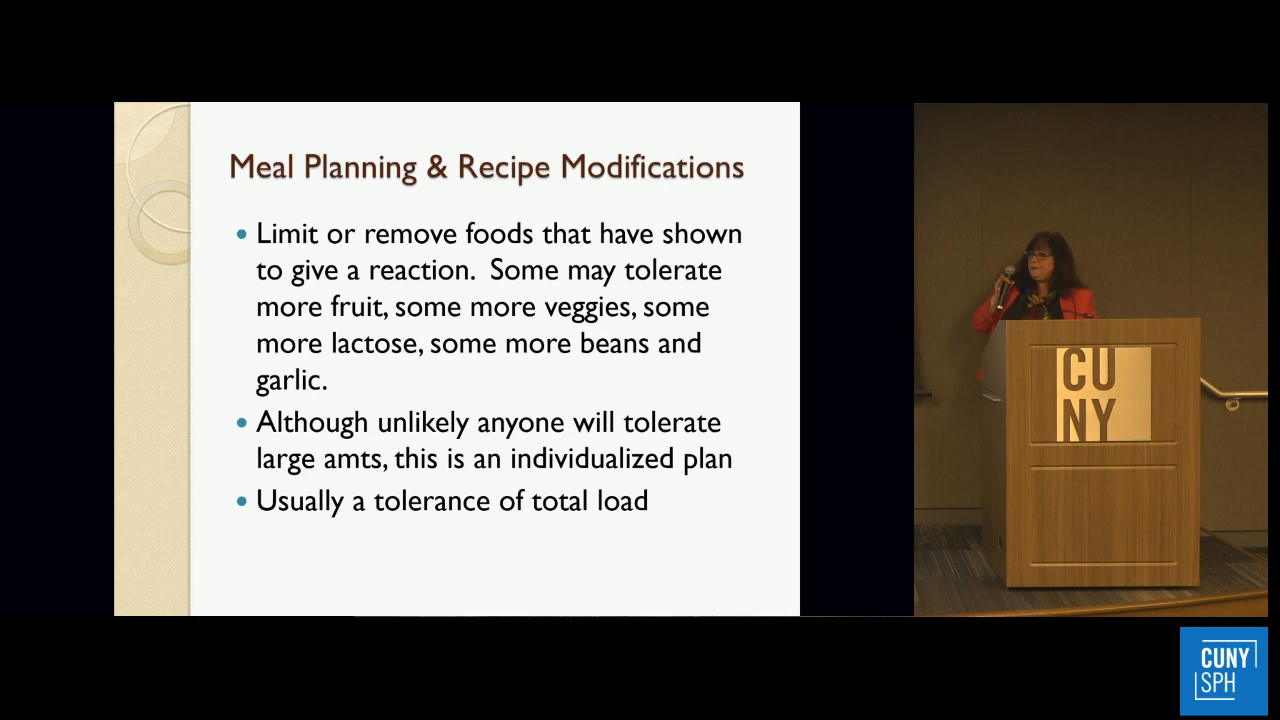 Meal Planning & Recipe Modifications
• Limit or remove foods that have shown
to give a reaction.  Some may tolerate
more fruit, some more veggies, some
more lactose, some more beans and
garlic.
• Although unlikely anyone will tolerate
large amts, this is an individualized plan
• Usually a tolerance of total load
CU
NY
CUNY
SPH